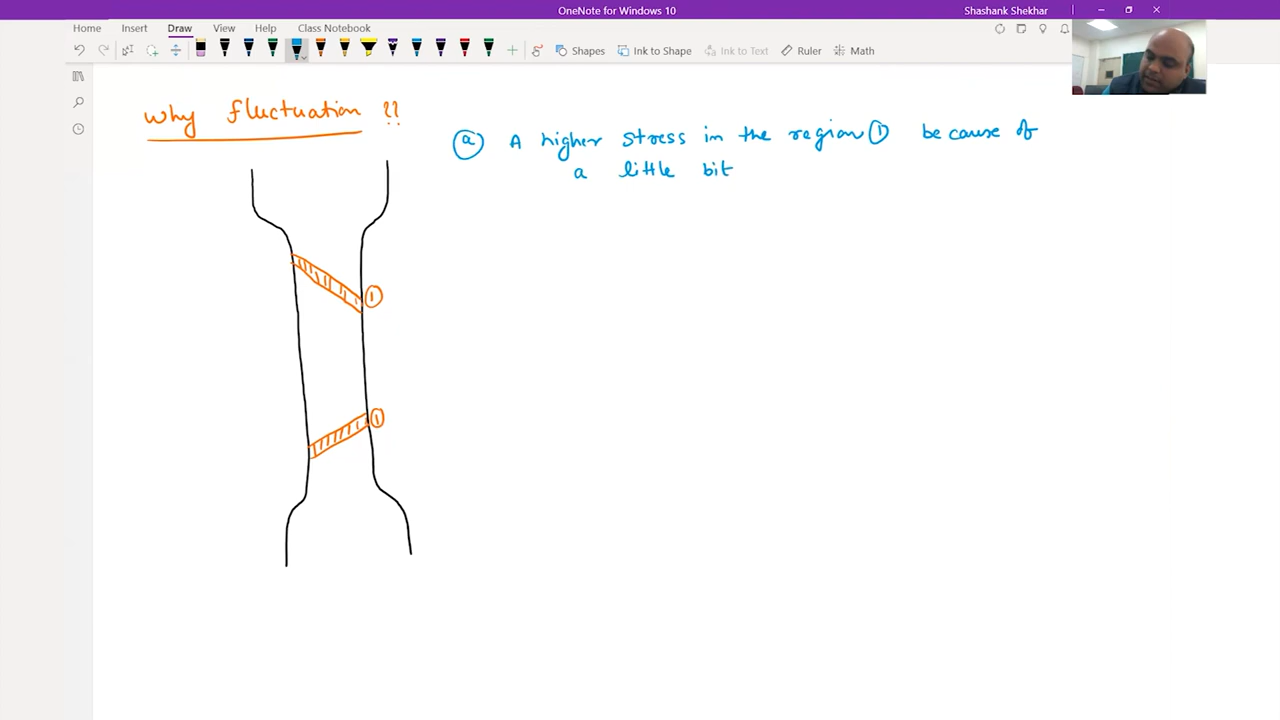 OneNote for Windows 10
Shashank Shekhar
Home Insert Draw View Help Class Notebook
Shapes Ink to Shape Ink to Text Ruler Math
why fluctuation !!
ⓐ A higher stress in the region ① because of
a little bit
①
①